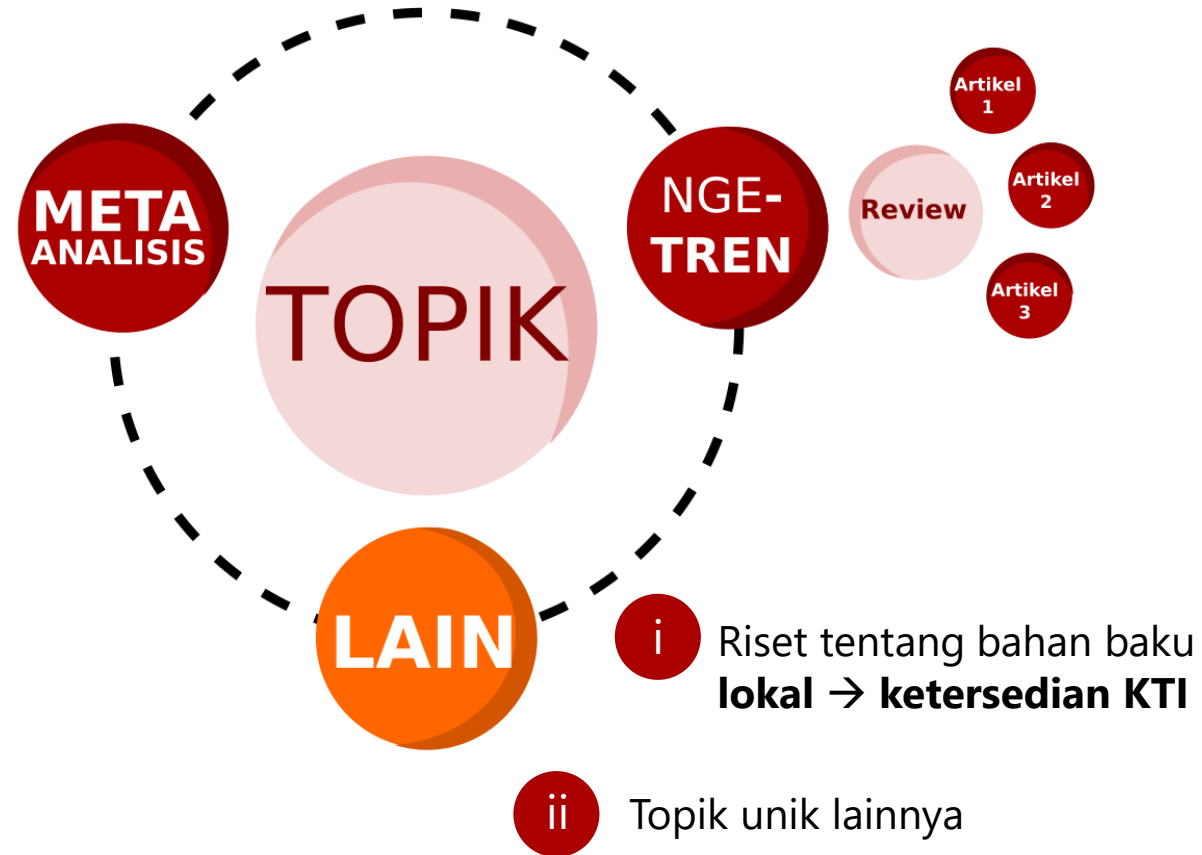 META
ANALISIS
TOPIK
NGE-
TREN
Review
Artikel
1
Artikel
2
Artikel
3
LAIN
i
Riset tentang bahan baku
lokal → ketersedian KTI
ii
Topik unik lainnya